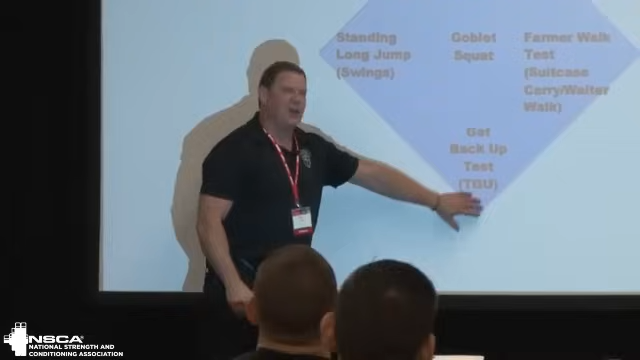 Standing
Long Jump
(Swings)
Goblet
Squat
Farmer Walk
Test
(Suitcase
Carry/Waiter
Walk)
Get
Back Up
Test
(TGU)
NSCA
NATIONAL STRENGTH AND
CONDITIONING ASSOCIATION